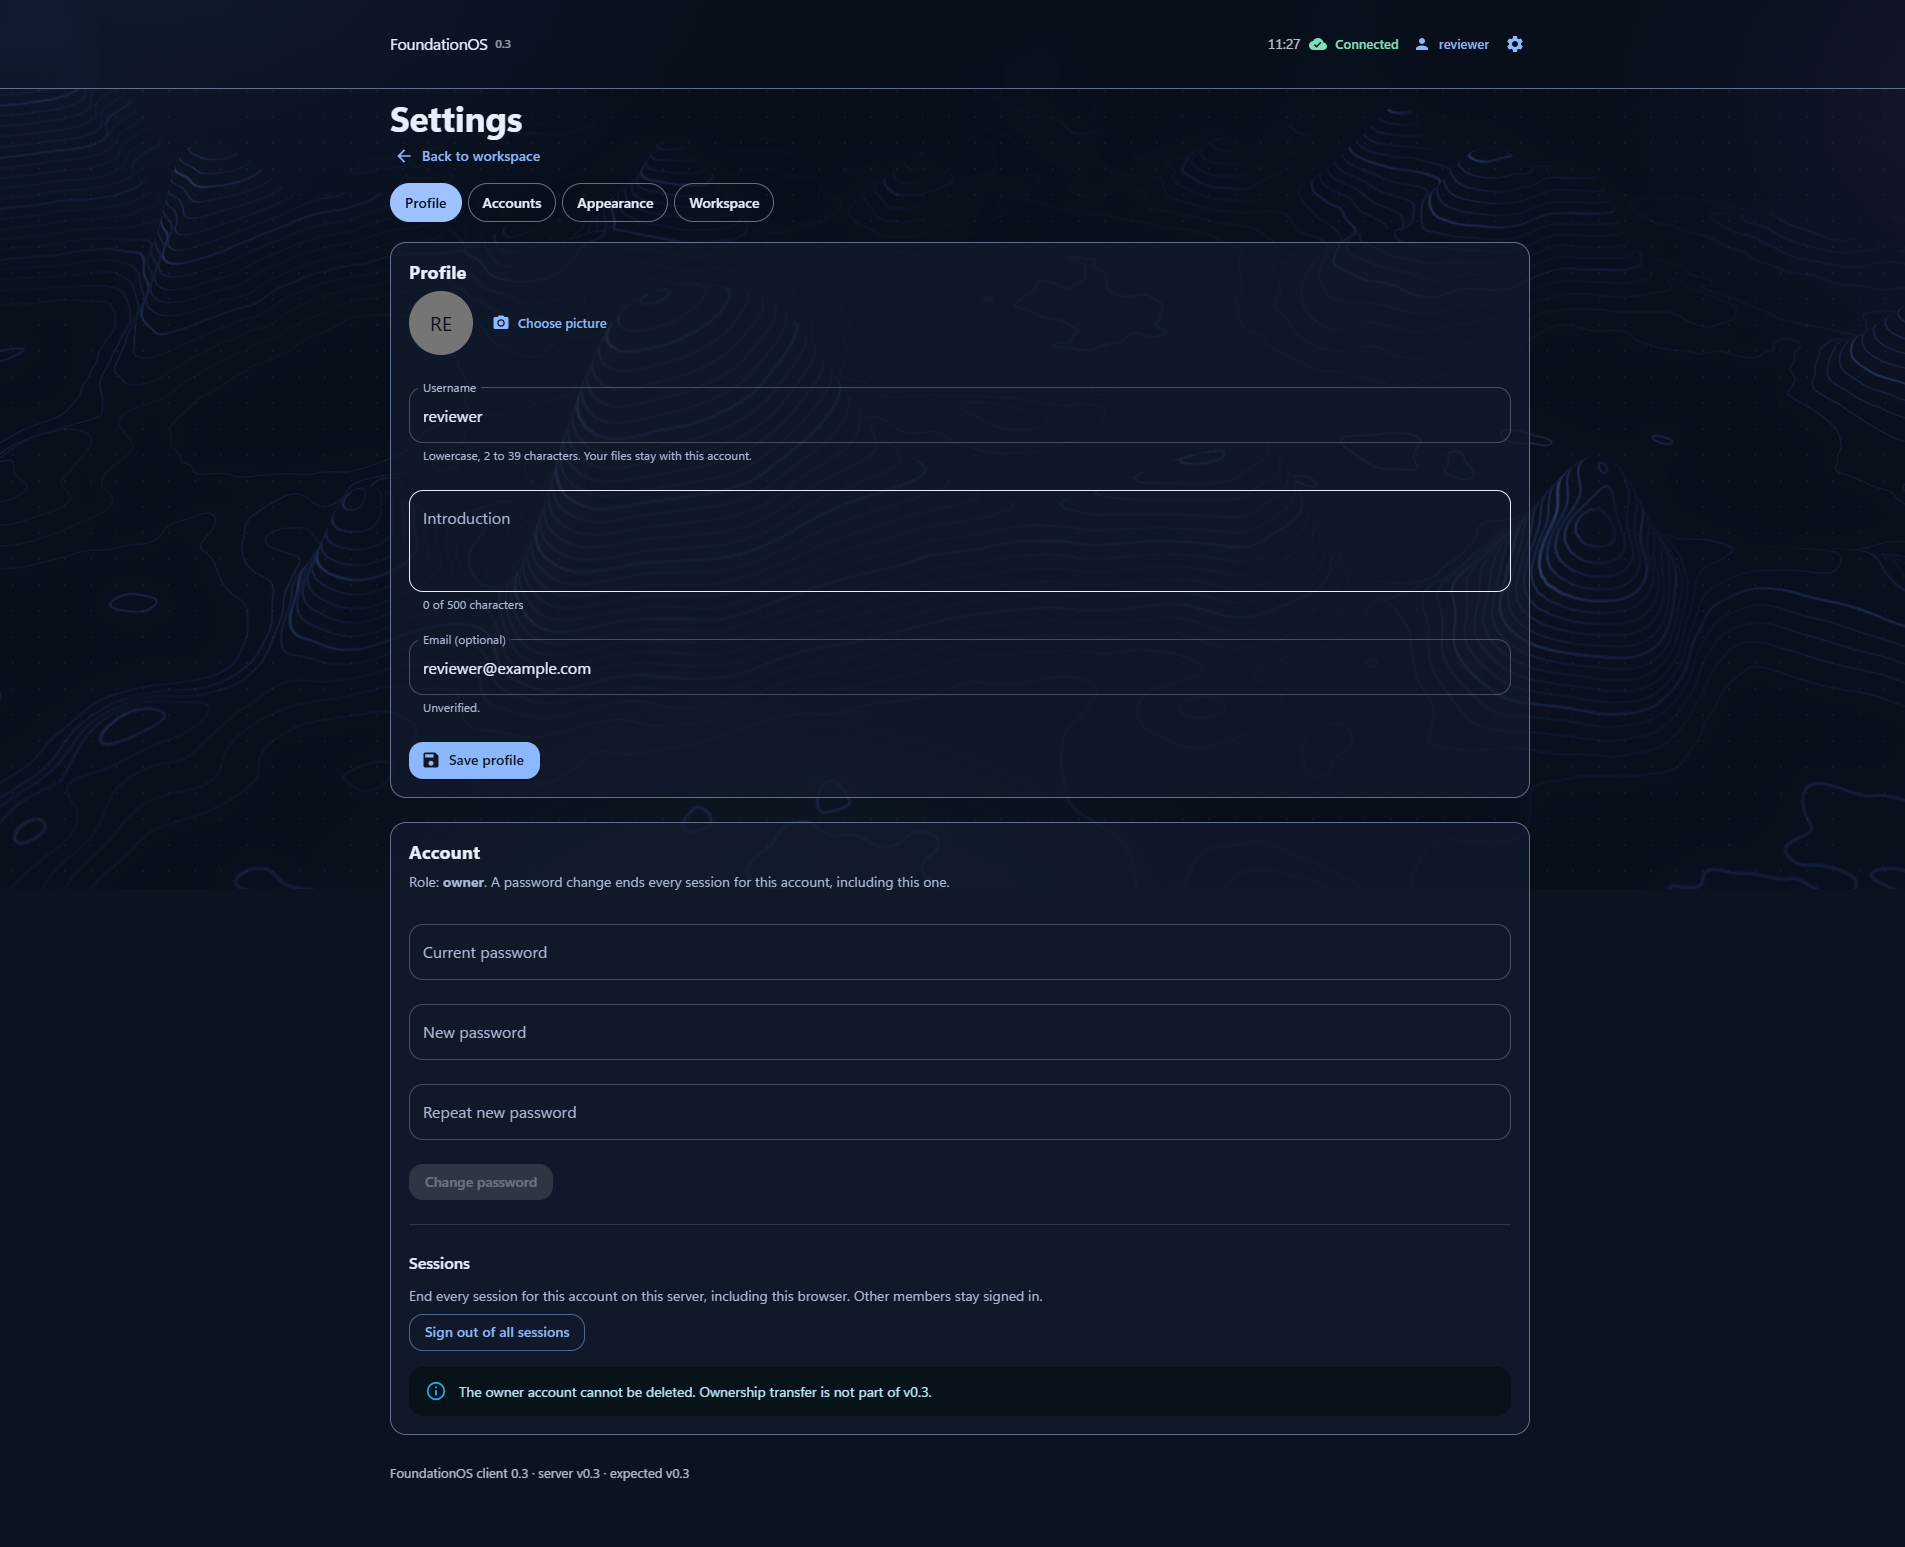 FoundationOS 0.3
11:27 Connected reviewer
Settings
Back to workspace
Profile Accounts Appearance Workspace
Profile
RE Choose picture
Username
reviewer
Lowercase, 2 to 39 characters. Your files stay with this account.
Introduction
0 of 500 characters
Email (optional)
reviewer@example.com
Unverified.
Save profile
Account
Role: owner. A password change ends every session for this account, including this one.
Current password
New password
Repeat new password
Change password
Sessions
End every session for this account on this server, including this browser. Other members stay signed in.
Sign out of all sessions
The owner account cannot be deleted. Ownership transfer is not part of v0.3.
FoundationOS client 0.3 · server v0.3 · expected v0.3